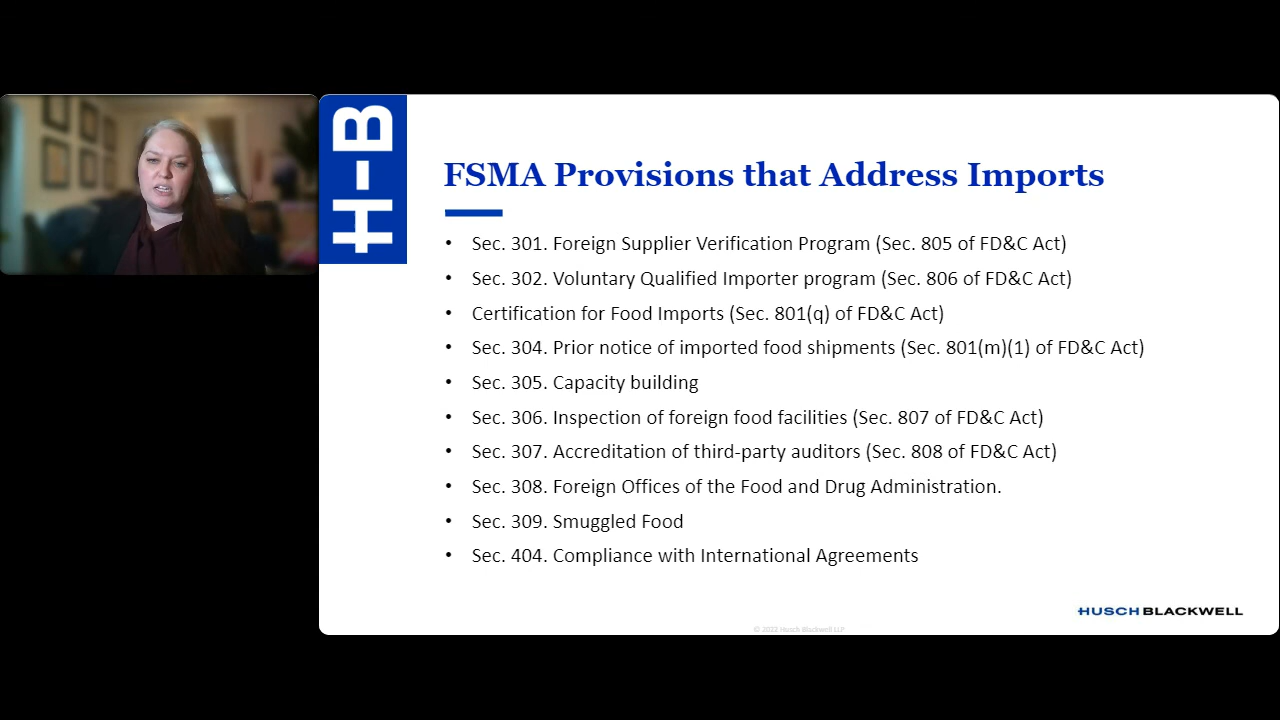 H-B
FSMA Provisions that Address Imports
• Sec. 301. Foreign Supplier Verification Program (Sec. 805 of FD&C Act)
• Sec. 302. Voluntary Qualified Importer program (Sec. 806 of FD&C Act)
• Certification for Food Imports (Sec. 801(q) of FD&C Act)
• Sec. 304. Prior notice of imported food shipments (Sec. 801(m)(1) of FD&C Act)
• Sec. 305. Capacity building
• Sec. 306. Inspection of foreign food facilities (Sec. 807 of FD&C Act)
• Sec. 307. Accreditation of third-party auditors (Sec. 808 of FD&C Act)
• Sec. 308. Foreign Offices of the Food and Drug Administration.
• Sec. 309. Smuggled Food
• Sec. 404. Compliance with International Agreements
HUSCH BLACKWELL
© 2022 Husch Blackwell LLP